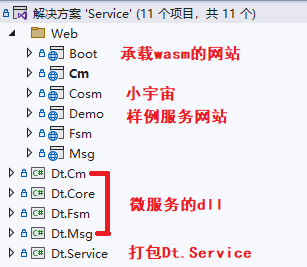 解决方案 'Service' (11 个项目，共 11 个)
Web
Boot 承载wasm的网站
Cm
Cosm 小宇宙
Demo 样例服务网站
Fsm
Msg
C# Dt.Cm
C# Dt.Core
C# Dt.Fsm 微服务的dll
C# Dt.Msg
C# Dt.Service 打包Dt.Service